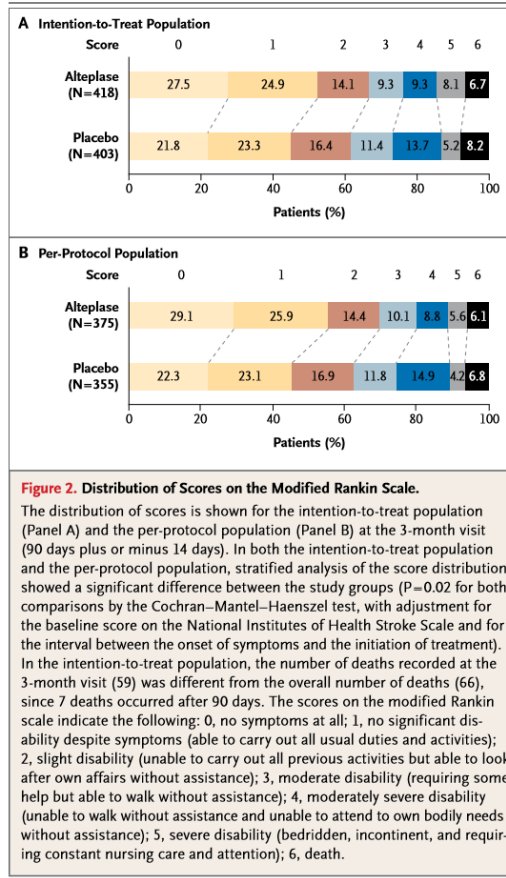 A Intention-to-Treat Population
Score 0 1 2 3 4 5 6
Alteplase
(N=418)
27.5 24.9 14.1 9.3 9.3 8.1 6.7
Placebo
(N=403)
21.8 23.3 16.4 11.4 13.7 5.2 8.2
0 20 40 60 80 100
Patients (%)
B Per-Protocol Population
Score 0 1 2 3 4 5 6
Alteplase
(N=375)
29.1 25.9 14.4 10.1 8.8 5.6 6.1
Placebo
(N=355)
22.3 23.1 16.9 11.8 14.9 4.2 6.8
0 20 40 60 80 100
Patients (%)
Figure 2. Distribution of Scores on the Modified Rankin Scale.
The distribution of scores is shown for the intention-to-treat population
(Panel A) and the per-protocol population (Panel B) at the 3-month visit
(90 days plus or minus 14 days). In both the intention-to-treat population
and the per-protocol population, stratified analysis of the score distribution
showed a significant difference between the study groups (P=0.02 for both
comparisons by the Cochran–Mantel–Haenszel test, with adjustment for
the baseline score on the National Institutes of Health Stroke Scale and for
the interval between the onset of symptoms and the initiation of treatment).
In the intention-to-treat population, the number of deaths recorded at the
3-month visit (59) was different from the overall number of deaths (66),
since 7 deaths occurred after 90 days. The scores on the modified Rankin
scale indicate the following: 0, no symptoms at all; 1, no significant dis-
ability despite symptoms (able to carry out all usual duties and activities);
2, slight disability (unable to carry out all previous activities but able to look
after own affairs without assistance); 3, moderate disability (requiring some
help but able to walk without assistance); 4, moderately severe disability
(unable to walk without assistance and unable to attend to own bodily needs
without assistance); 5, severe disability (bedridden, incontinent, and requir-
ing constant nursing care and attention); 6, death.